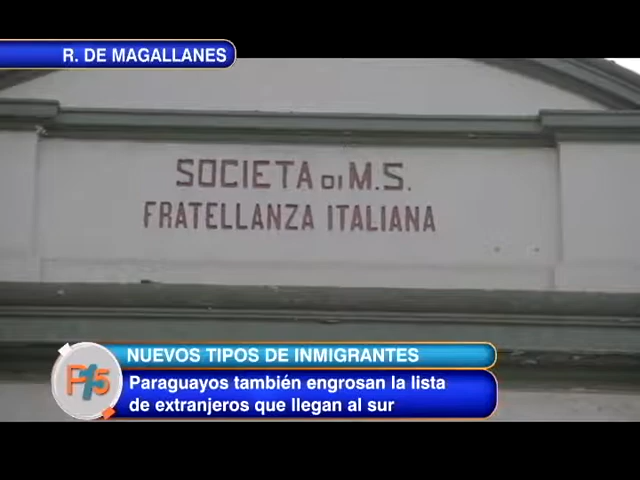 R. DE MAGALLANES
SOCIETA DI M.S.
FRATELLANZA ITALIANA
NUEVOS TIPOS DE INMIGRANTES
Paraguayos también engrosan la lista
de extranjeros que llegan al sur
F15